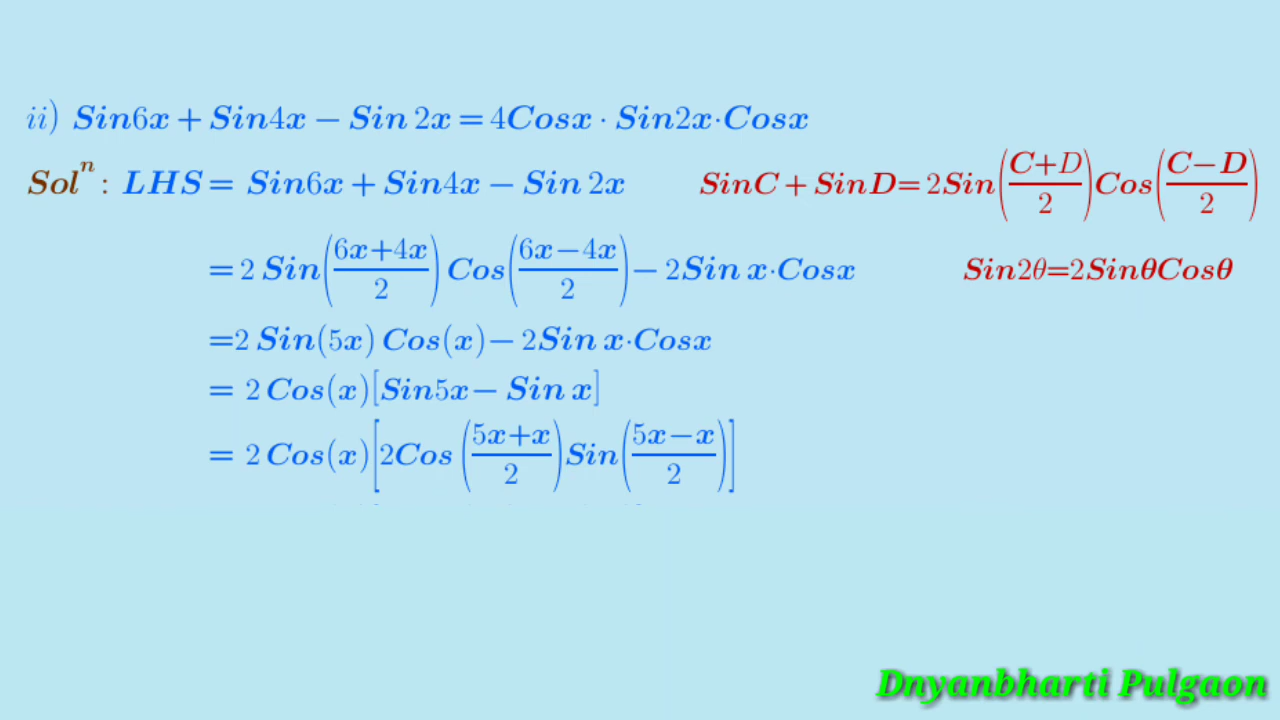 ii) Sin6x + Sin4x − Sin 2x = 4Cosx · Sin2x·Cosx
Solⁿ : LHS = Sin6x + Sin4x − Sin 2x
SinC + SinD= 2Sin((C+D)/2)Cos((C−D)/2)
= 2 Sin((6x+4x)/2) Cos((6x−4x)/2) − 2Sin x·Cosx
Sin2θ=2SinθCosθ
=2 Sin(5x) Cos(x)− 2Sin x·Cosx
= 2 Cos(x)[Sin5x− Sin x]
= 2 Cos(x)[2Cos ((5x+x)/2)Sin((5x−x)/2)]
Dnyanbharti Pulgaon